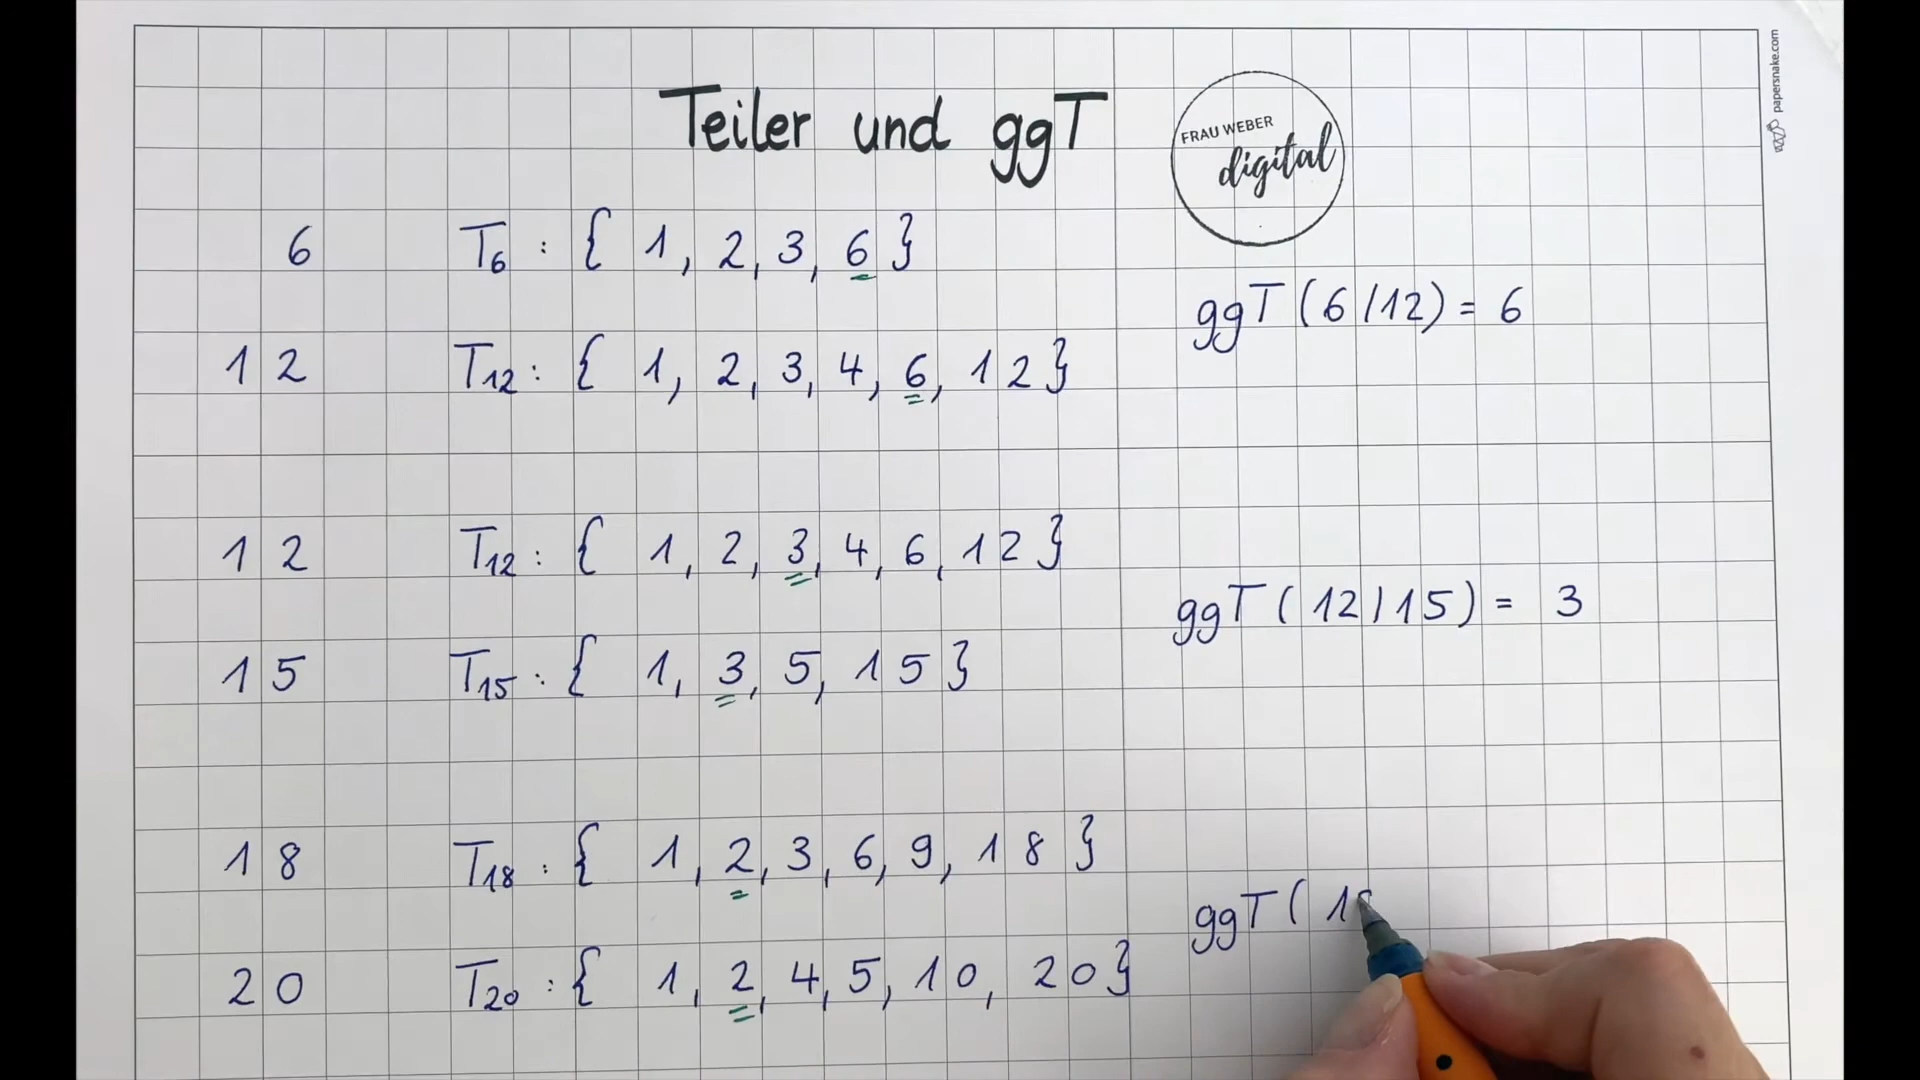 Teiler und ggT
FRAU WEBER
digital
papersnake.com
6 T6 : { 1, 2, 3, 6 }
ggT (6/12) = 6
12 T12 : { 1, 2, 3, 4, 6, 12 }
12 T12 : { 1, 2, 3, 4, 6, 12 }
ggT ( 12 | 15 ) = 3
15 T15 : { 1, 3, 5, 15 }
18 T18 : { 1, 2, 3, 6, 9, 18 }
ggT ( 1
20 T20 : { 1, 2, 4, 5, 10, 20 }